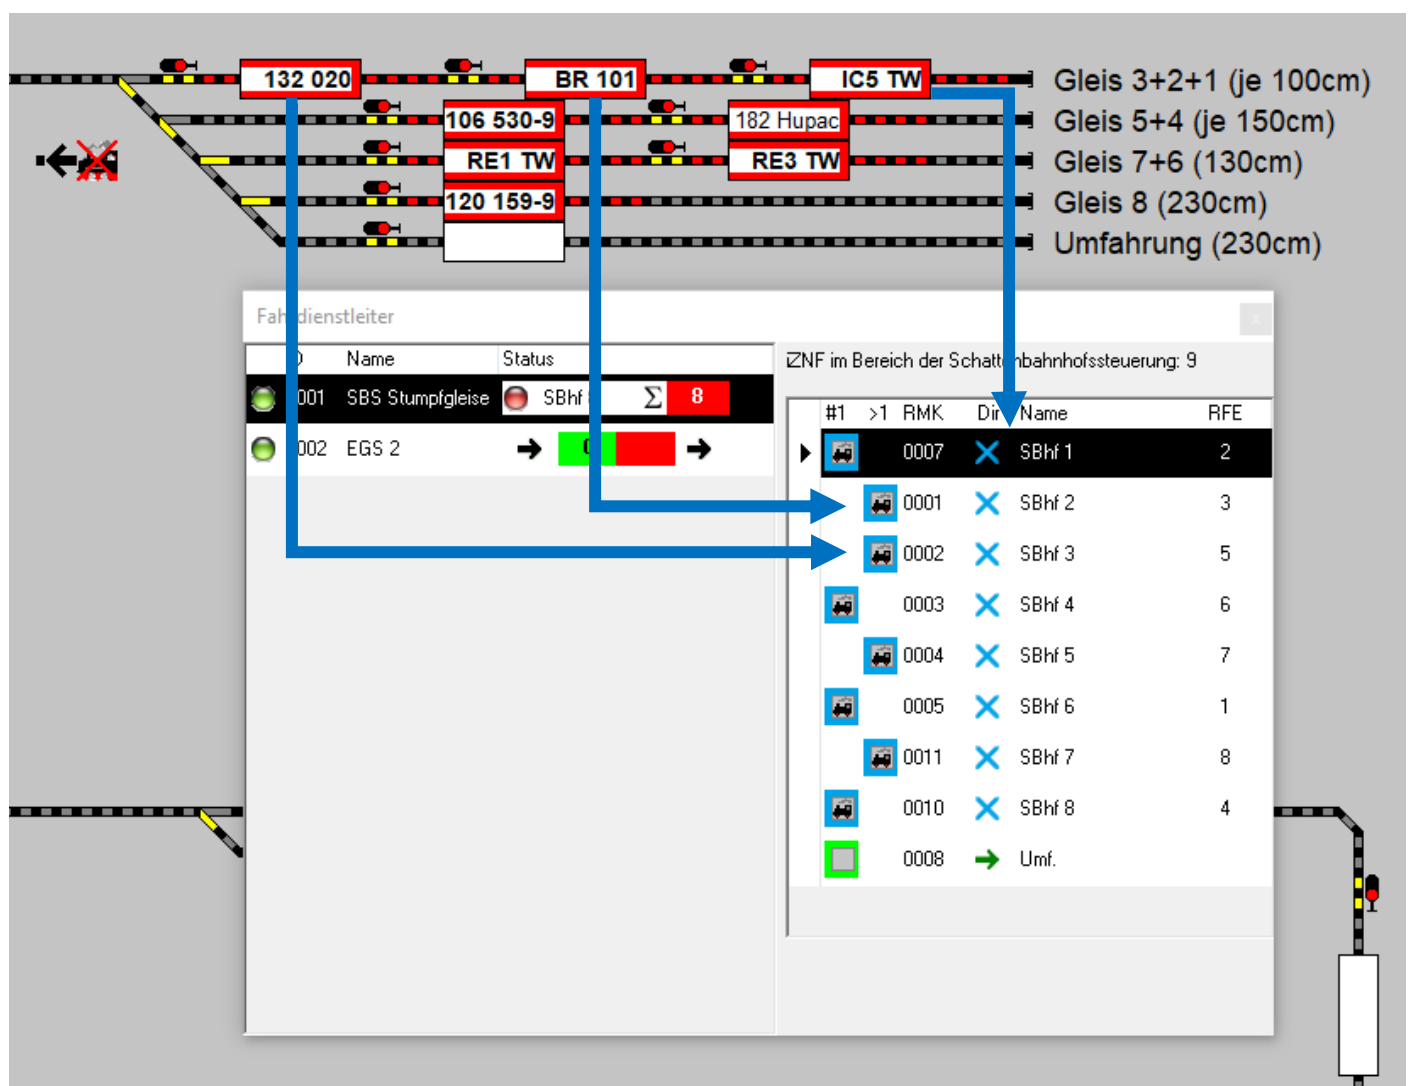 132 020 BR 101 IC5 TW Gleis 3+2+1 (je 100cm)
106 530-9 182 Hupac Gleis 5+4 (je 150cm)
RE1 TW RE3 TW Gleis 7+6 (130cm)
120 159-9 Gleis 8 (230cm)
Umfahrung (230cm)
Name Status
ZNF im Bereich der Schattenbahnhofssteuerung: 9
001 SBS Stumpfgleise SBhf Σ 8
002 EGS 2
#1 >1 RMK Dir Name RFE
0007 SBhf 1 2
0001 SBhf 2 3
0002 SBhf 3 5
0003 SBhf 4 6
0004 SBhf 5 7
0005 SBhf 6 1
0011 SBhf 7 8
0010 SBhf 8 4
0008 Umf.